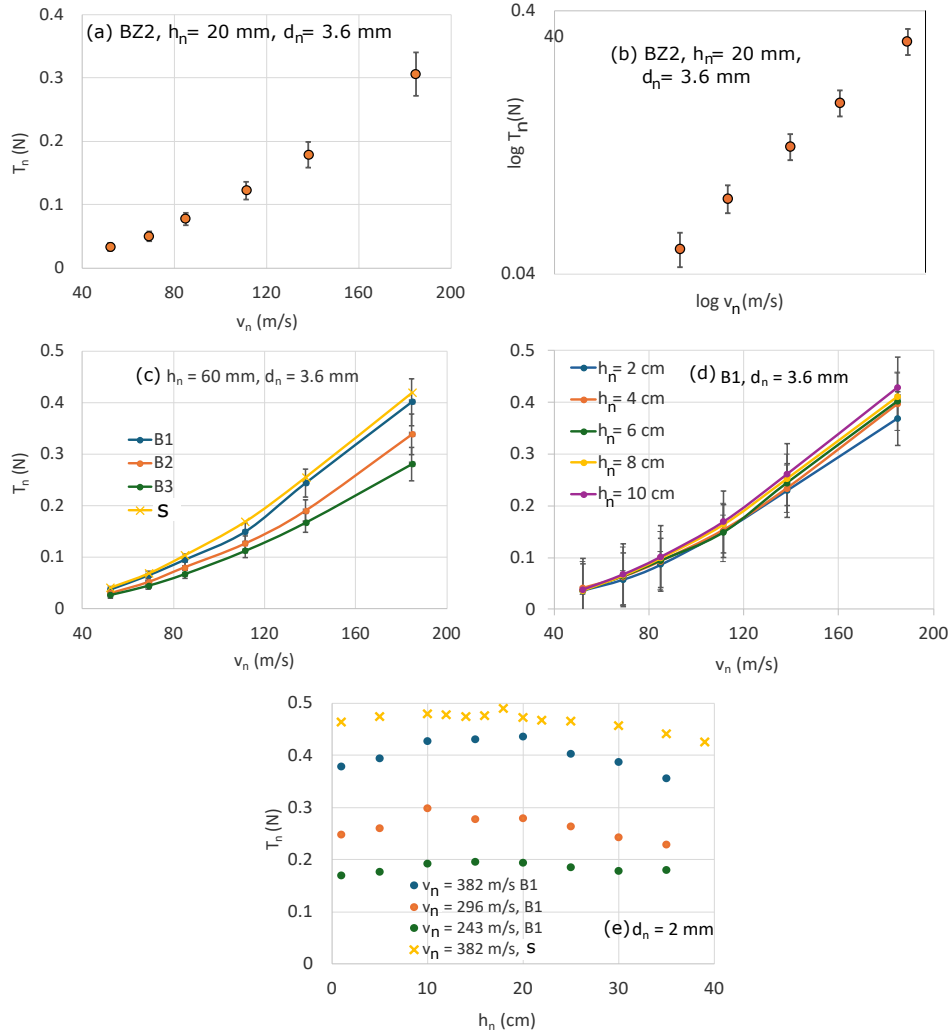 (a) BZ2, hn= 20 mm, dn= 3.6 mm
0.4
0.3
0.2
0.1
0
Tn (N)
40
80
120
160
200
vn (m/s)
0.4
40
(b) BZ2, hn= 20 mm,
dn= 3.6 mm
log Tn(N)
0.04
log vn(m/s)
(c) hn = 60 mm, dn = 3.6 mm
0.5
0.4
0.3
0.2
0.1
0
Tn (N)
B1
B2
B3
S
40
80
120
160
200
vn (m/s)
(d) B1, dn = 3.6 mm
0.5
0.4
0.3
0.2
0.1
0
Tn (N)
hn= 2 cm
hn= 4 cm
hn= 6 cm
hn= 8 cm
hn = 10 cm
40
80
120
160
200
vn (m/s)
0.5
0.4
0.3
0.2
0.1
0
Tn (N)
vn = 382 m/s B1
vn = 296 m/s, B1
vn = 243 m/s, B1
vn = 382 m/s, S
(e) dn = 2 mm
0
10
20
30
40
hn (cm)